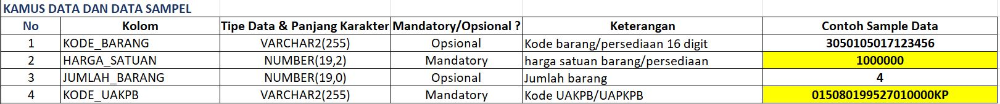 KAMUS DATA DAN DATA SAMPEL
No Kolom Tipe Data & Panjang Karakter Mandatory/Opsional ? Keterangan Contoh Sample Data
1 KODE_BARANG VARCHAR2(255) Opsional Kode barang/persediaan 16 digit 3050105017123456
2 HARGA_SATUAN NUMBER(19,2) Mandatory harga satuan barang/persediaan 1000000
3 JUMLAH_BARANG NUMBER(19,0) Opsional Jumlah barang 4
4 KODE_UAKPB VARCHAR2(255) Mandatory Kode UAKPB/UAPKPB 015080199527010000KP